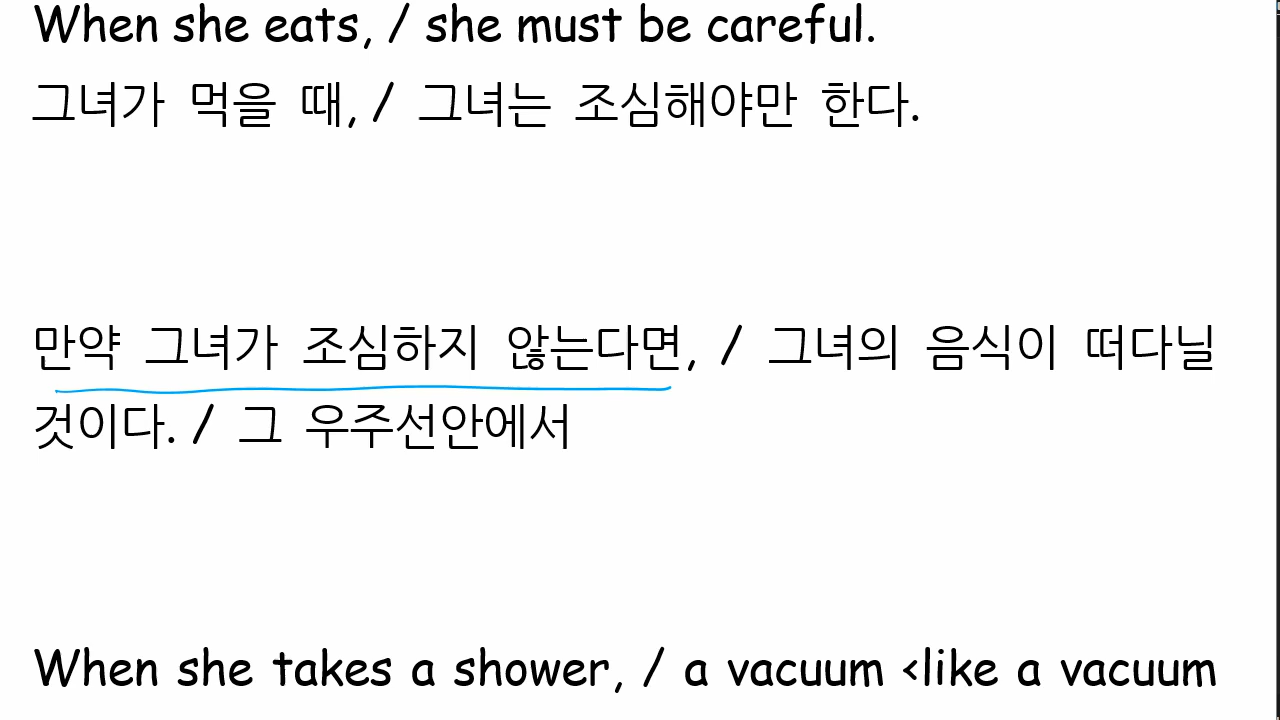 When she eats, / she must be careful.
그녀가 먹을 때, / 그녀는 조심해야만 한다.
만약 그녀가 조심하지 않는다면, / 그녀의 음식이 떠다닐
것이다. / 그 우주선안에서
When she takes a shower, / a vacuum <like a vacuum